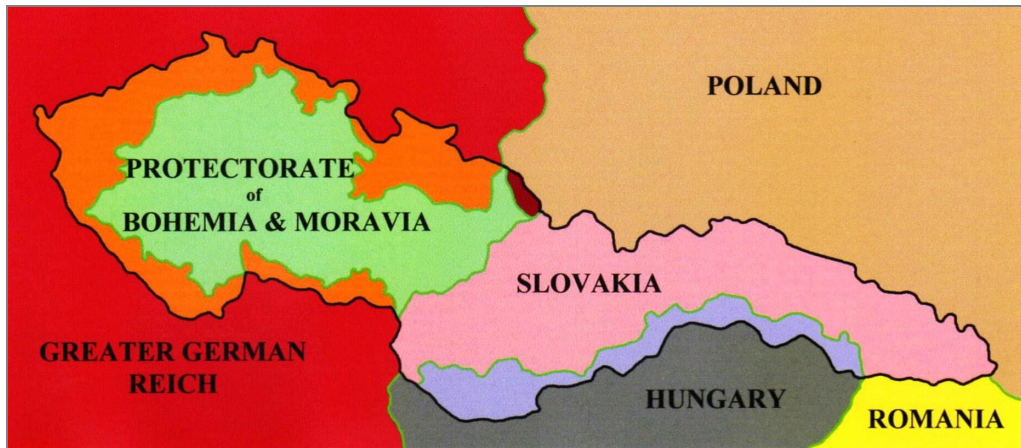 POLAND
PROTECTORATE
of
BOHEMIA & MORAVIA
SLOVAKIA
GREATER GERMAN
REICH
HUNGARY
ROMANIA